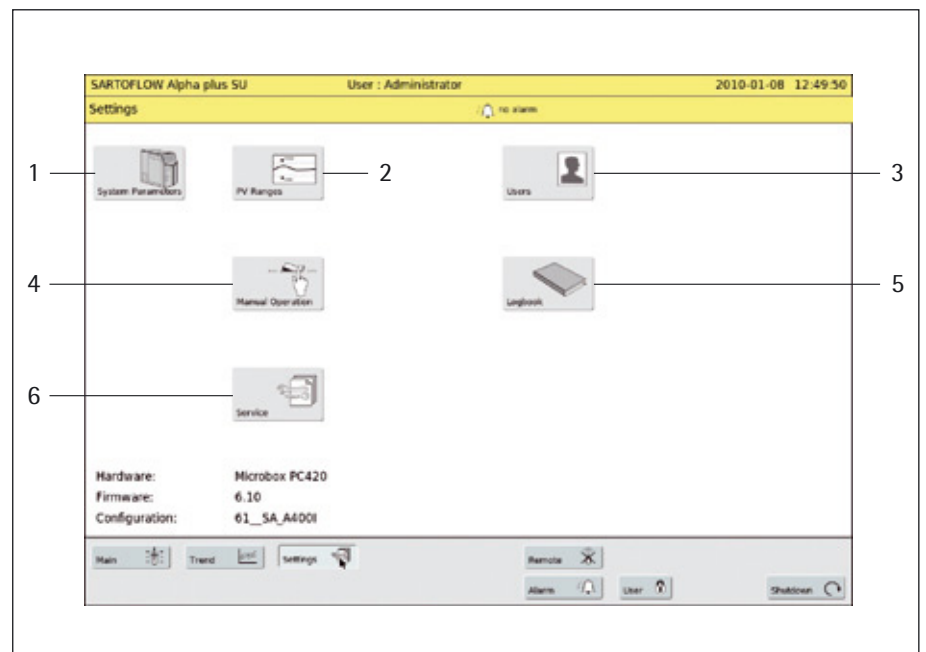 SARTOFLOW Alpha plus SU User : Administrator 2010-01-08 12:49:50
Settings no alarm
1 System Parameters PV Ranges 2 Users 3
4 Manual Operation Logbook 5
6 Service
Hardware: Microbox PC420
Firmware: 6.10
Configuration: 61__SA_A400I
Main Trend Settings Remote
Alarm User Shutdown